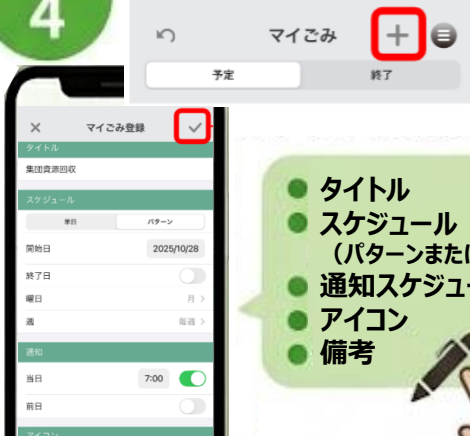 4
マイごみ
予定 終了
マイごみ登録
タイトル
集団資源回収
スケジュール
単日 パターン
開始日 2025/10/28
終了日
曜日 月 >
週 毎週 >
通知
当日 7:00
前日
アイコン
タイトル
スケジュール
（パターンまた
通知スケジュ
アイコン
備考